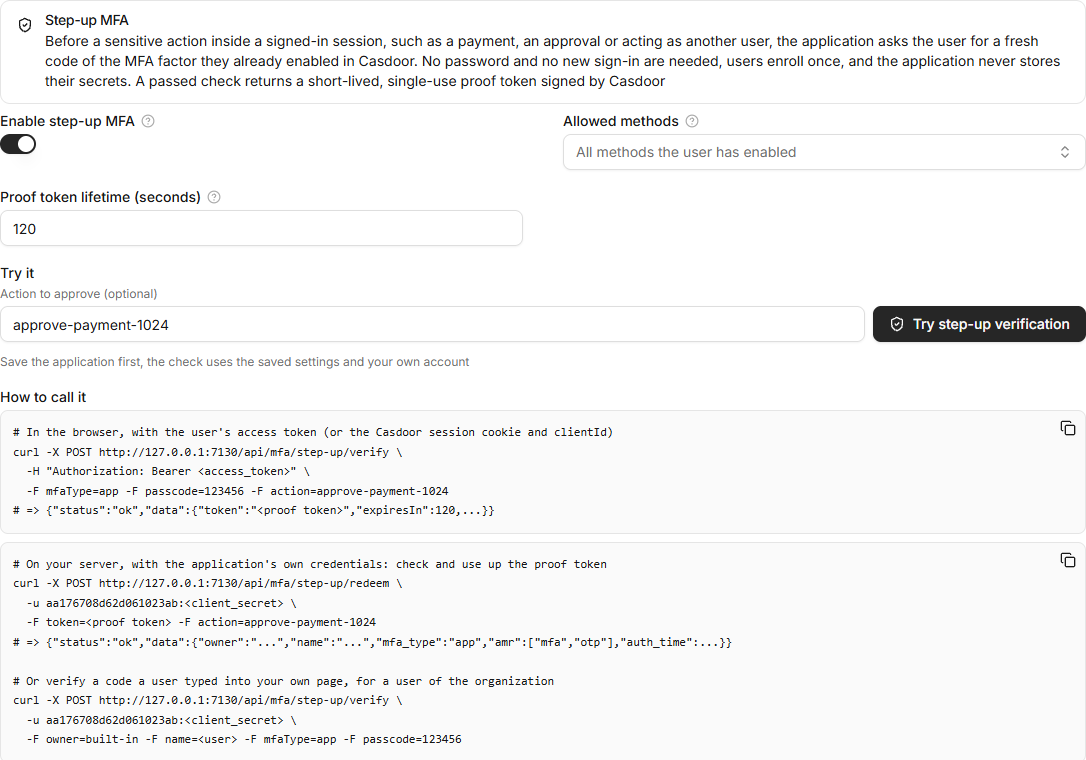 Step-up MFA
Before a sensitive action inside a signed-in session, such as a payment, an approval or acting as another user, the application asks the user for a fresh
code of the MFA factor they already enabled in Casdoor. No password and no new sign-in are needed, users enroll once, and the application never stores
their secrets. A passed check returns a short-lived, single-use proof token signed by Casdoor
Enable step-up MFA
Allowed methods
All methods the user has enabled
Proof token lifetime (seconds)
120
Try it
Action to approve (optional)
approve-payment-1024
Try step-up verification
Save the application first, the check uses the saved settings and your own account
How to call it
# In the browser, with the user's access token (or the Casdoor session cookie and clientId)
curl -X POST http://127.0.0.1:7130/api/mfa/step-up/verify \
  -H "Authorization: Bearer <access_token>" \
  -F mfaType=app -F passcode=123456 -F action=approve-payment-1024
# => {"status":"ok","data":{"token":"<proof token>","expiresIn":120,...}}
# On your server, with the application's own credentials: check and use up the proof token
curl -X POST http://127.0.0.1:7130/api/mfa/step-up/redeem \
  -u aa176708d62d061023ab:<client_secret> \
  -F token=<proof token> -F action=approve-payment-1024
# => {"status":"ok","data":{"owner":"...","name":"...","mfa_type":"app","amr":["mfa","otp"],"auth_time":...}}
# Or verify a code a user typed into your own page, for a user of the organization
curl -X POST http://127.0.0.1:7130/api/mfa/step-up/verify \
  -u aa176708d62d061023ab:<client_secret> \
  -F owner=built-in -F name=<user> -F mfaType=app -F passcode=123456